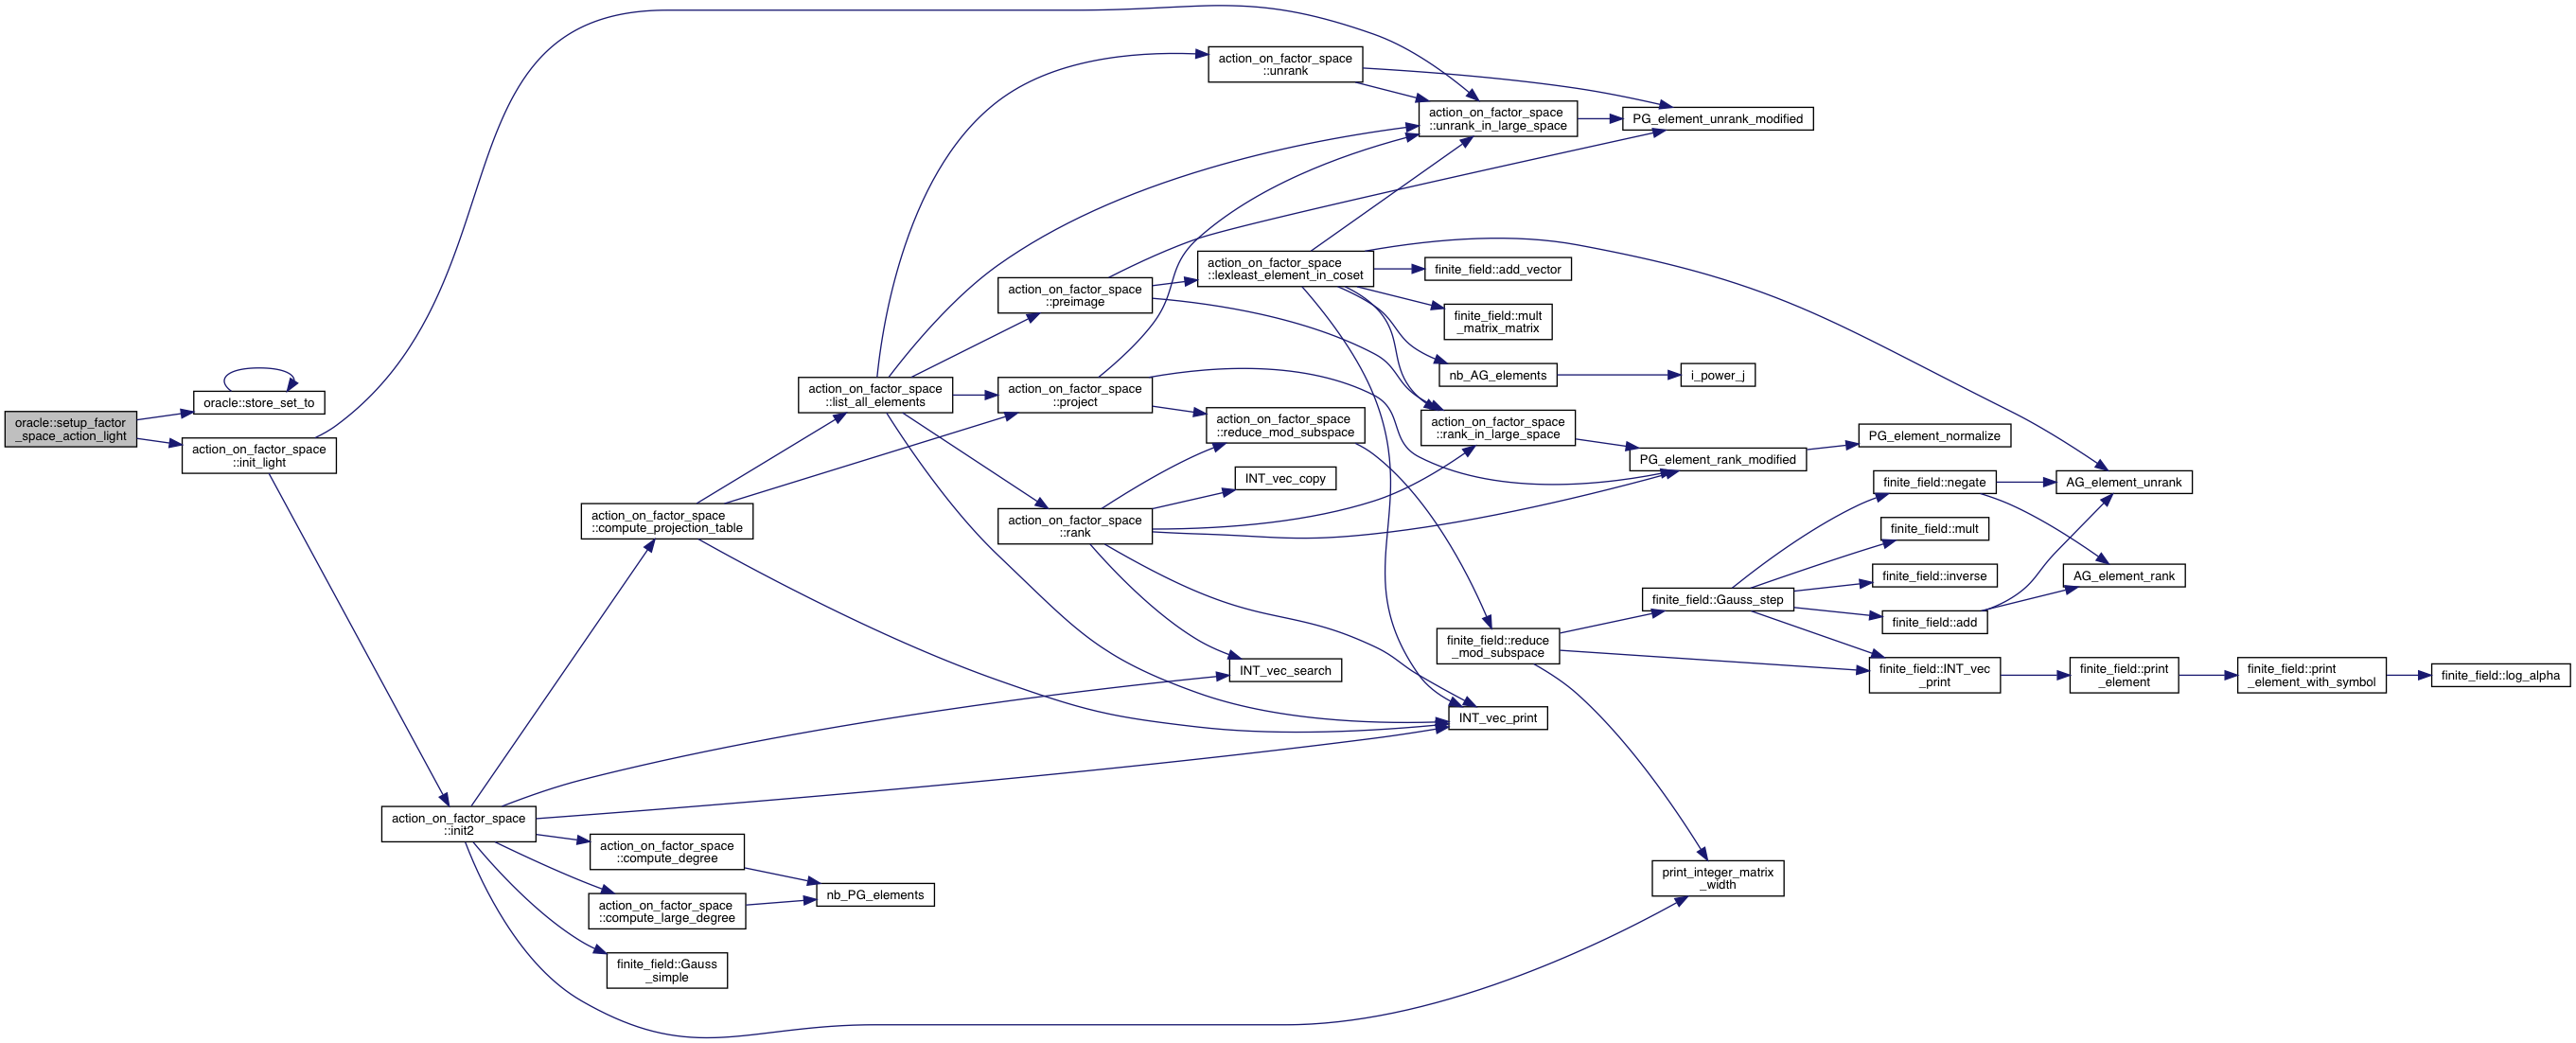 oracle::setup_factor
_space_action_light
oracle::store_set_to
action_on_factor_space
::init_light
action_on_factor_space
::init2
action_on_factor_space
::compute_projection_table
action_on_factor_space
::compute_degree
action_on_factor_space
::compute_large_degree
finite_field::Gauss
_simple
action_on_factor_space
::list_all_elements
nb_PG_elements
action_on_factor_space
::preimage
action_on_factor_space
::project
action_on_factor_space
::rank
action_on_factor_space
::unrank
action_on_factor_space
::lexleast_element_in_coset
action_on_factor_space
::reduce_mod_subspace
INT_vec_copy
INT_vec_search
action_on_factor_space
::unrank_in_large_space
finite_field::add_vector
finite_field::mult
_matrix_matrix
nb_AG_elements
action_on_factor_space
::rank_in_large_space
finite_field::reduce
_mod_subspace
INT_vec_print
PG_element_unrank_modified
i_power_j
PG_element_rank_modified
finite_field::Gauss_step
print_integer_matrix
_width
PG_element_normalize
finite_field::negate
finite_field::mult
finite_field::inverse
finite_field::add
finite_field::INT_vec
_print
AG_element_unrank
AG_element_rank
finite_field::print
_element
finite_field::print
_element_with_symbol
finite_field::log_alpha